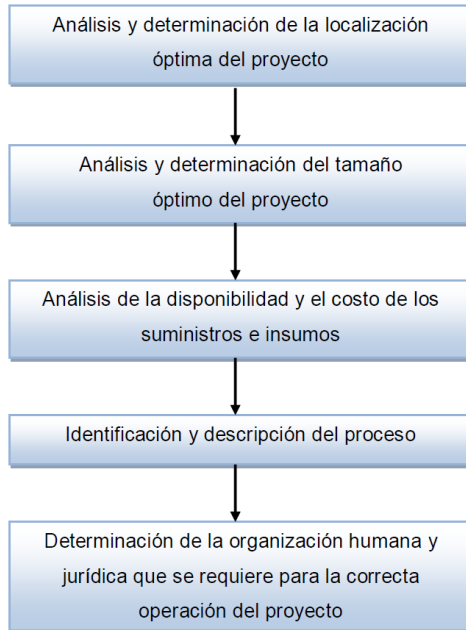 Análisis y determinación de la localización
óptima del proyecto
Análisis y determinación del tamaño
óptimo del proyecto
Análisis de la disponibilidad y el costo de los
suministros e insumos
Identificación y descripción del proceso
Determinación de la organización humana y
jurídica que se requiere para la correcta
operación del proyecto